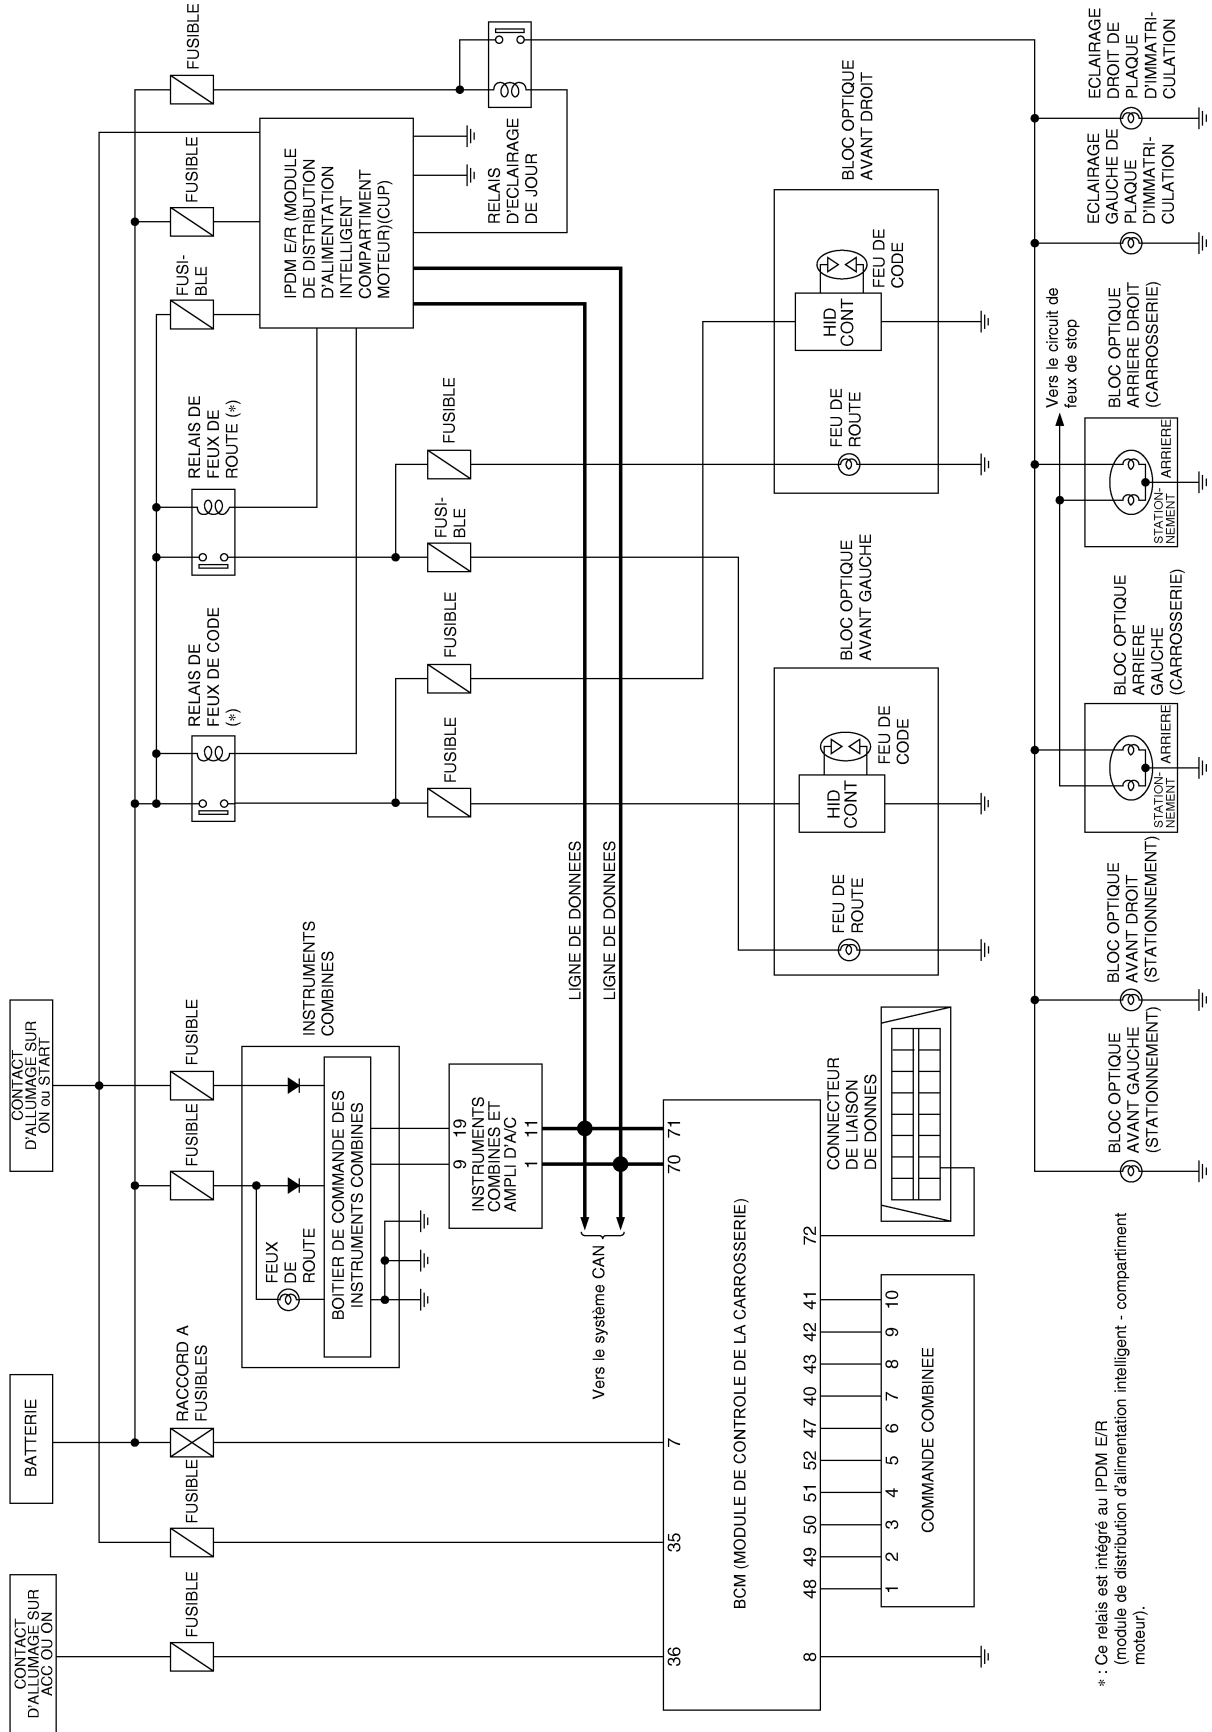 CONTACT
D'ALLUMAGE SUR
ACC OU ON
BATTERIE
CONTACT
D'ALLUMAGE SUR
ON ou START
FUSIBLE
FUSIBLE
RACCORD A
FUSIBLES
FUSIBLE
FUSIBLE
FEUX
DE
ROUTE
BOITIER DE COMMANDE DES
INSTRUMENTS COMBINES
INSTRUMENTS
COMBINES
9 19
INSTRUMENTS
COMBINES ET
AMPLI D'A/C
1 11
RELAIS DE
FEUX DE CODE
(*)
RELAIS DE
FEUX DE
ROUTE (*)
FUSI-
BLE
FUSIBLE
FUSIBLE
IPDM E/R (MODULE
DE DISTRIBUTION
D'ALIMENTATION
INTELLIGENT
COMPARTIMENT
MOTEUR)(CUP)
RELAIS
D'ECLAIRAGE
DE JOUR
FUSIBLE
FUSIBLE
FUSI-
BLE
FUSIBLE
LIGNE DE DONNEES
LIGNE DE DONNEES
Vers le système CAN
36 35 7 70 71
BCM (MODULE DE CONTROLE DE LA CARROSSERIE)
8 48 49 50 51 52 47 40 43 42 41 72
1 2 3 4 5 6 7 8 9 10
COMMANDE COMBINEE
CONNECTEUR
DE LIAISON
DE DONNES
BLOC OPTIQUE
AVANT GAUCHE
FEU DE
ROUTE
HID
CONT
FEU DE
CODE
BLOC OPTIQUE
AVANT DROIT
FEU DE
ROUTE
HID
CONT
FEU DE
CODE
BLOC OPTIQUE
AVANT GAUCHE
(STATIONNEMENT)
BLOC OPTIQUE
AVANT DROIT
(STATIONNEMENT)
STATION-
NEMENT
ARRIERE
BLOC OPTIQUE
ARRIERE
GAUCHE
(CARROSSERIE)
STATION-
NEMENT
ARRIERE
BLOC OPTIQUE
ARRIERE DROIT
(CARROSSERIE)
Vers le circuit de
feux de stop
ECLAIRAGE
GAUCHE DE
PLAQUE
D'IMMATRI-
CULATION
ECLAIRAGE
DROIT DE
PLAQUE
D'IMMATRI-
CULATION
* : Ce relais est intégré au IPDM E/R
(module de distribution d'alimentation intelligent - compartiment
moteur).